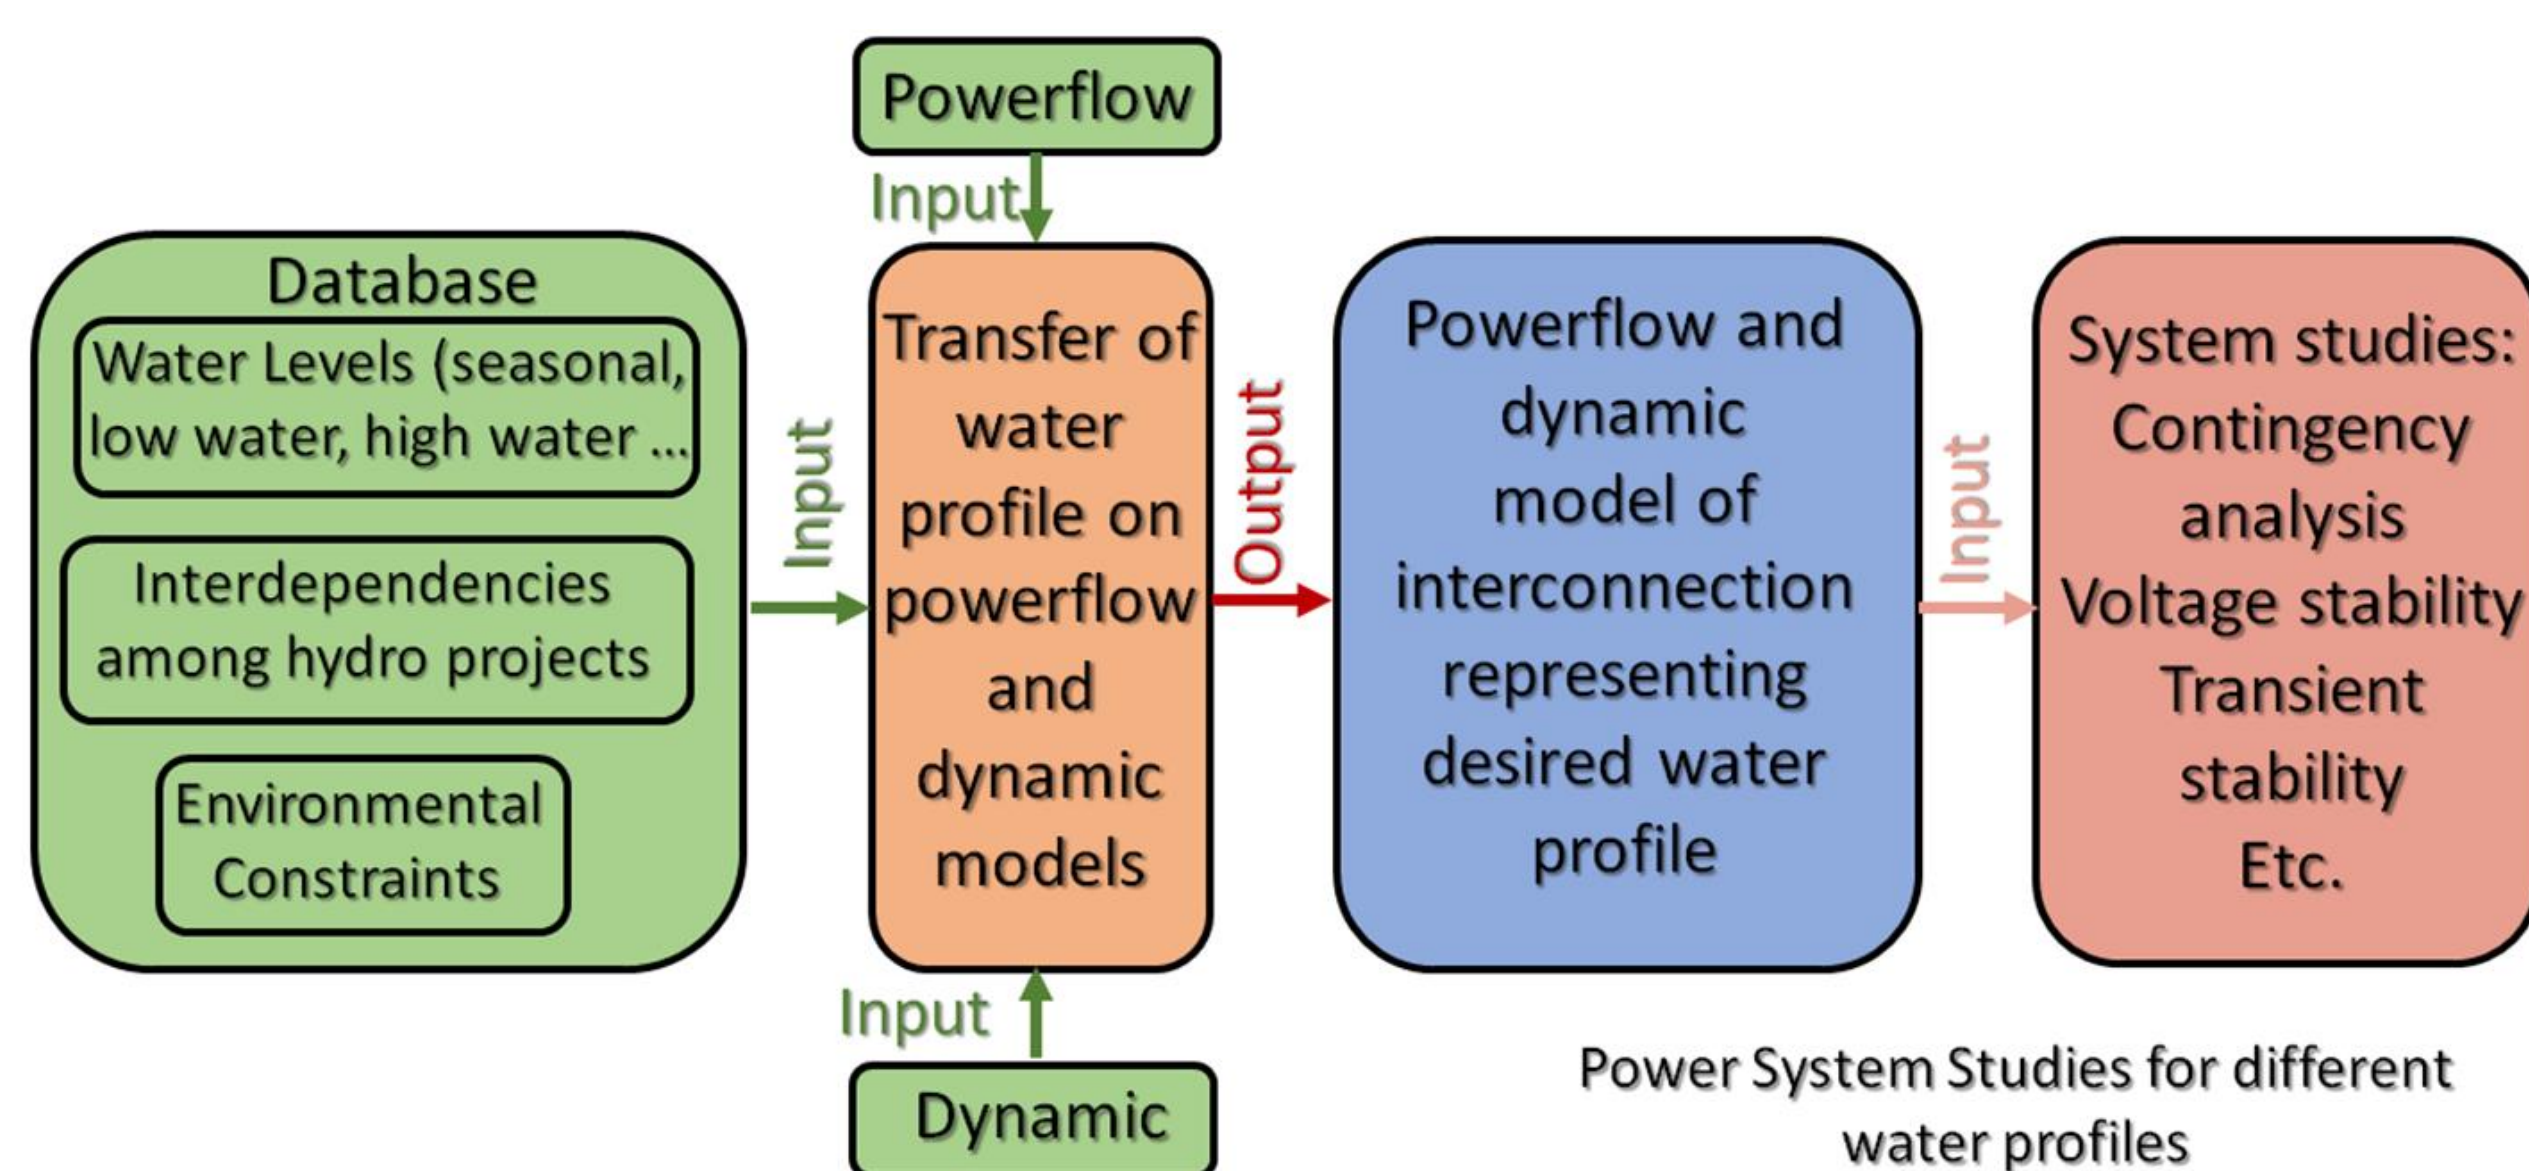 Powerflow
Input
Database
Water Levels (seasonal,
low water, high water ...
Interdependencies
among hydro projects
Environmental
Constraints
Input
Transfer of
water
profile on
powerflow
and
dynamic
models
Output
Powerflow and
dynamic
model of
interconnection
representing
desired water
profile
Input
System studies:
Contingency
analysis
Voltage stability
Transient
stability
Etc.
Input
Dynamic
Power System Studies for different
water profiles